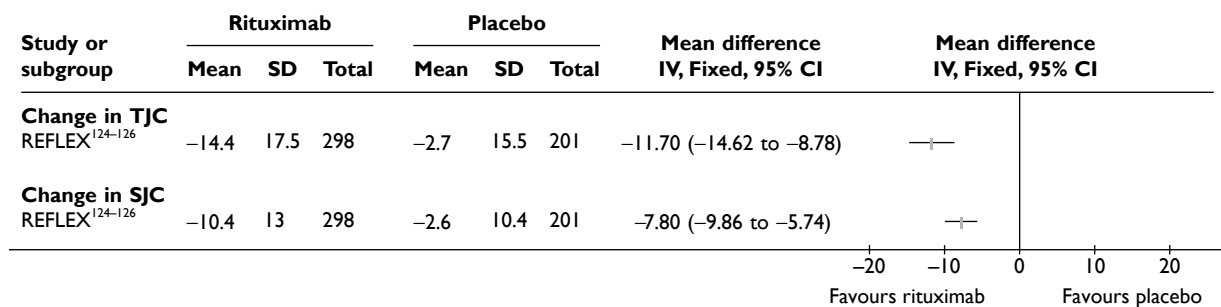 Rituximab Placebo
Study or subgroup Mean SD Total Mean SD Total Mean difference IV, Fixed, 95% CI Mean difference IV, Fixed, 95% CI
Change in TJC
REFLEX124–126 –14.4 17.5 298 –2.7 15.5 201 –11.70 (–14.62 to –8.78)
Change in SJC
REFLEX124–126 –10.4 13 298 –2.6 10.4 201 –7.80 (–9.86 to –5.74)
–20 –10 0 10 20
Favours rituximab Favours placebo